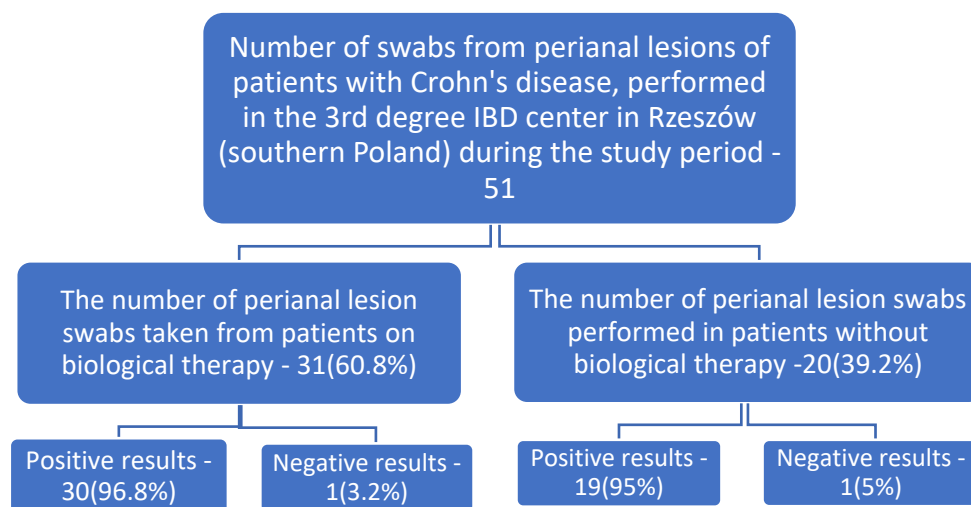 Number of swabs from perianal lesions of
patients with Crohn's disease, performed
in the 3rd degree IBD center in Rzeszów
(southern Poland) during the study period -
51
The number of perianal lesion
swabs taken from patients on
biological therapy - 31(60.8%)
The number of perianal lesion swabs
performed in patients without
biological therapy -20(39.2%)
Positive results -
30(96.8%)
Negative results -
1(3.2%)
Positive results -
19(95%)
Negative results -
1(5%)